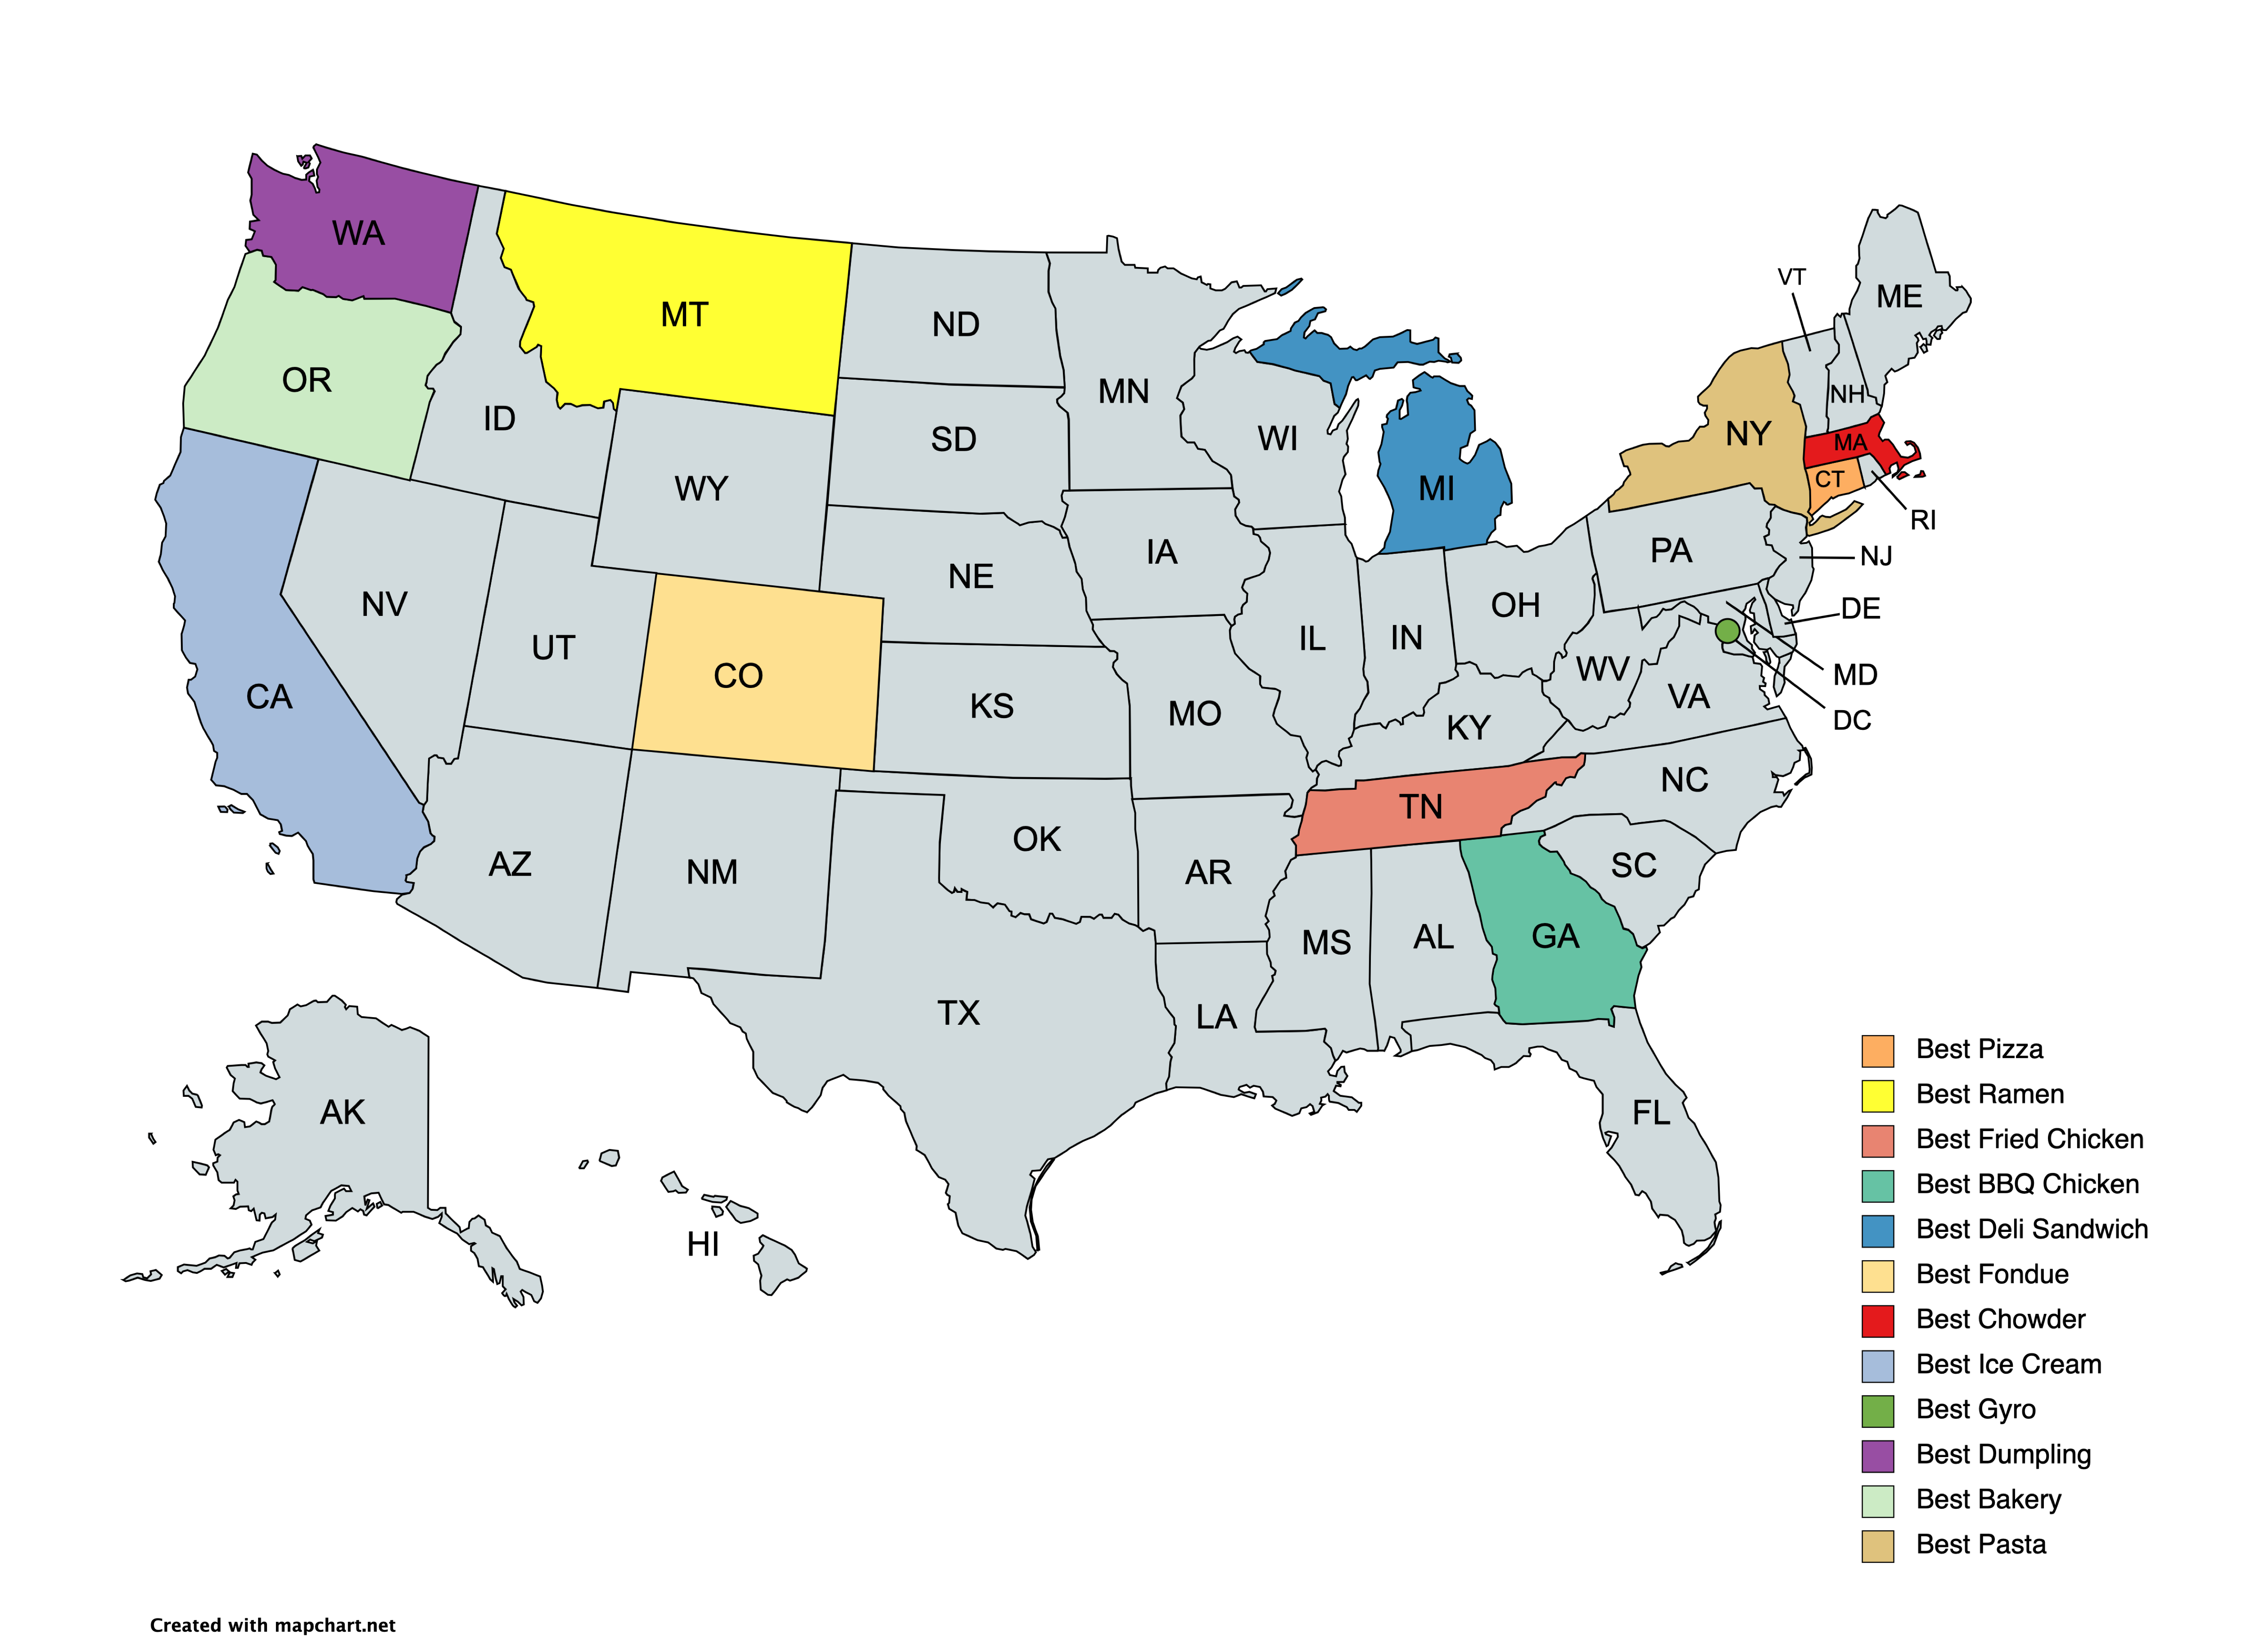 WA
MT
ND
MN
VT
ME
OR
ID
SD
WI
MI
NY
NH
MA
CT
RI
WY
IA
PA
NJ
NE
NV
UT
CO
IL
IN
OH
DE
WV
MD
VA
DC
CA
KS
MO
KY
NC
TN
AZ
NM
OK
AR
SC
MS
AL
GA
TX
LA
AK
FL
HI
Best Pizza
Best Ramen
Best Fried Chicken
Best BBQ Chicken
Best Deli Sandwich
Best Fondue
Best Chowder
Best Ice Cream
Best Gyro
Best Dumpling
Best Bakery
Best Pasta
Created with mapchart.net